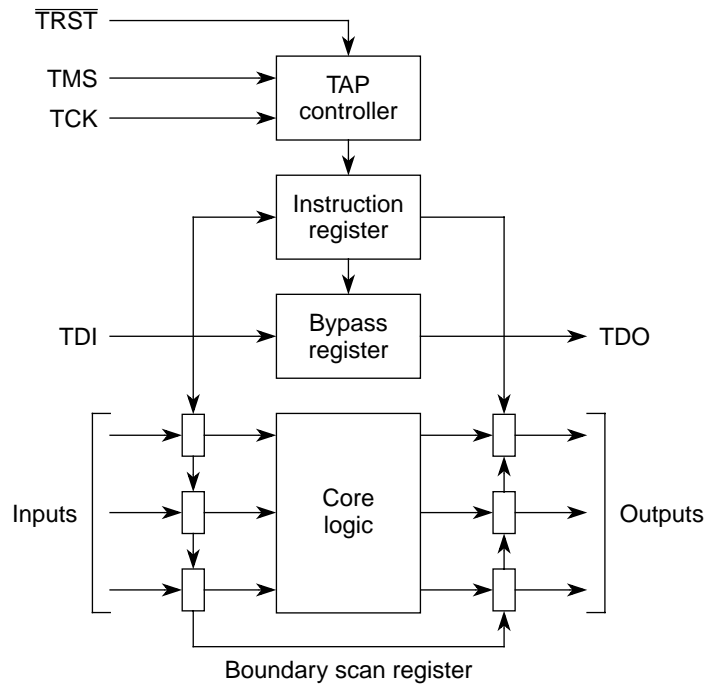 TRST
TMS
TCK
TAP
controller
Instruction
register
TDI
Bypass
register
TDO
Inputs
Core
logic
Outputs
Boundary scan register